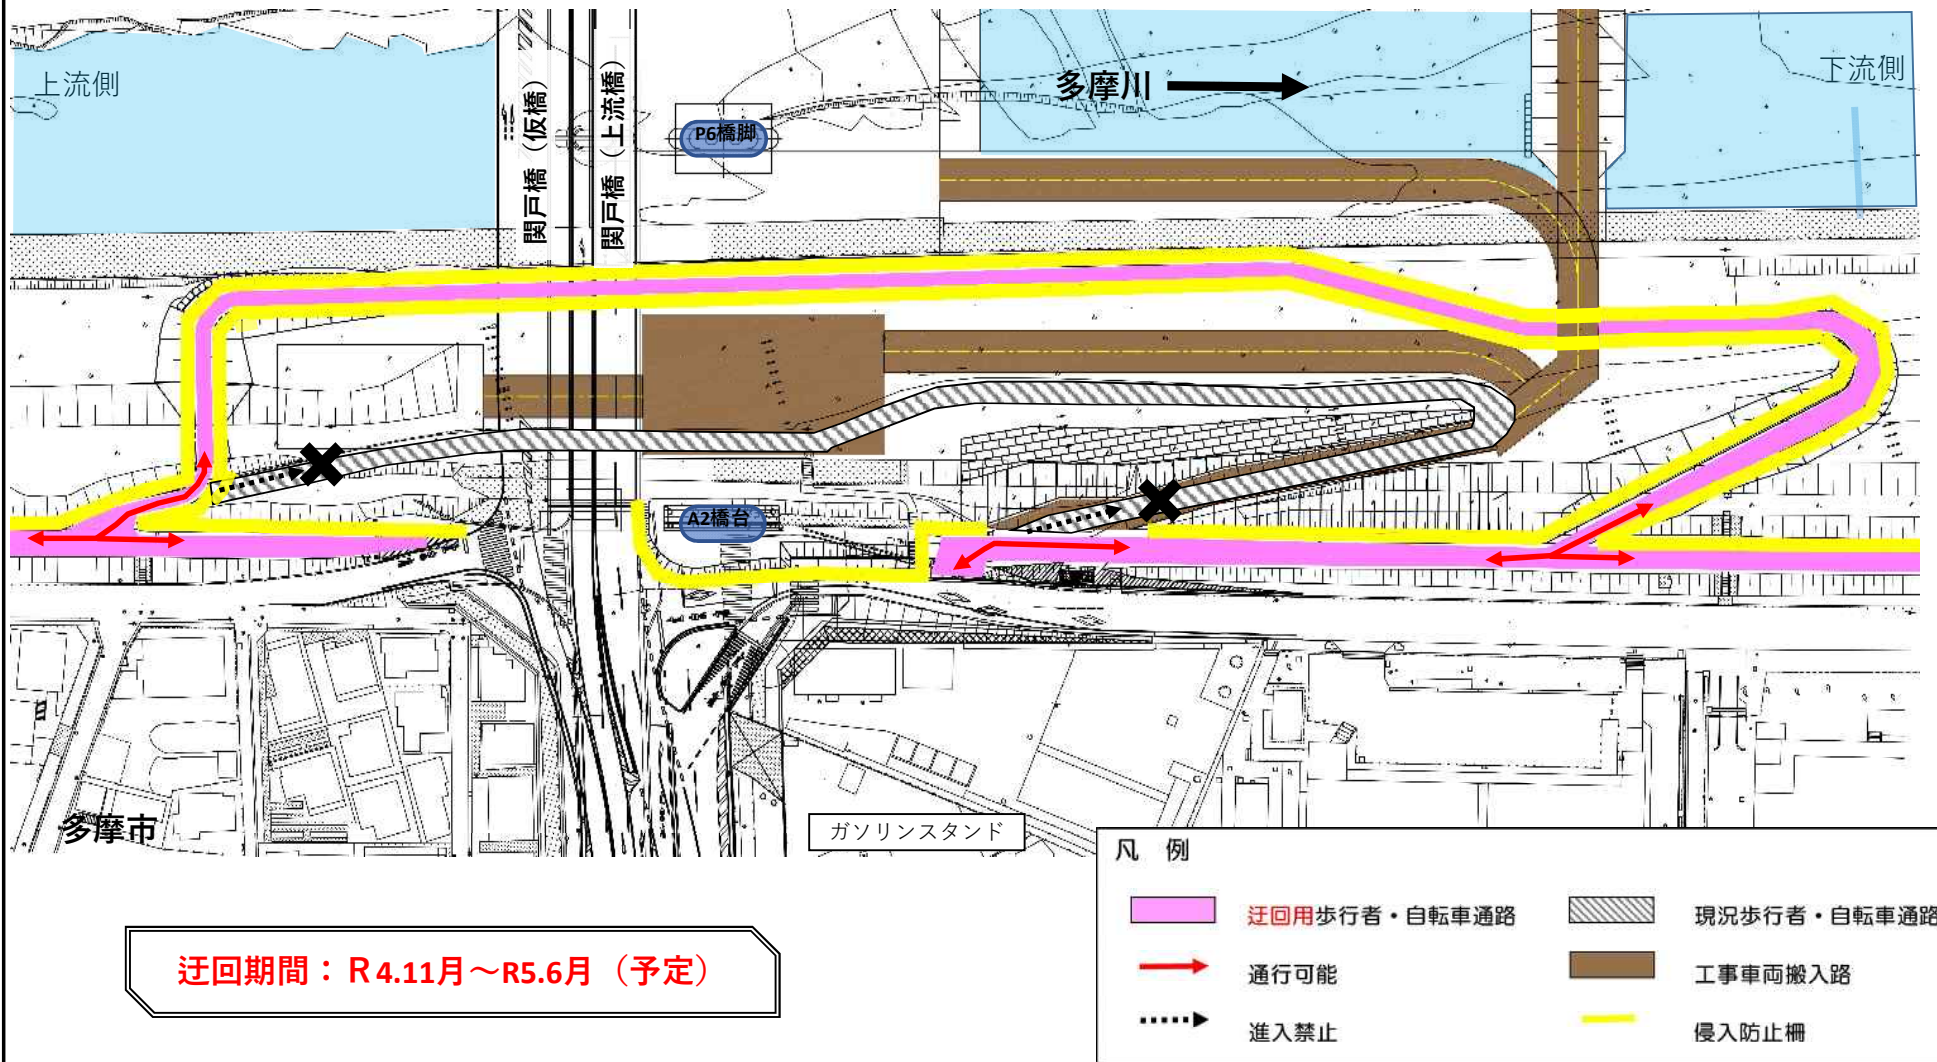 上流側
多摩川
下流側
関戸橋（仮橋）
関戸橋（上流橋）
P6橋脚
A2橋台
多摩市
ガソリンスタンド
凡　例
迂回用歩行者・自転車通路
現況歩行者・自転車通路
通行可能
工事車両搬入路
進入禁止
侵入防止柵
迂回期間：Ｒ4.11月～R5.6月（予定）